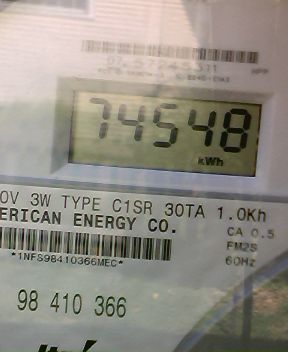 74548
kWh
0V 3W TYPE C1SR 30TA 1.0Kh
ERICAN ENERGY CO.
CA 0.5
FM2S
*1NFS98410366MEC*
60Hz
98 410 366